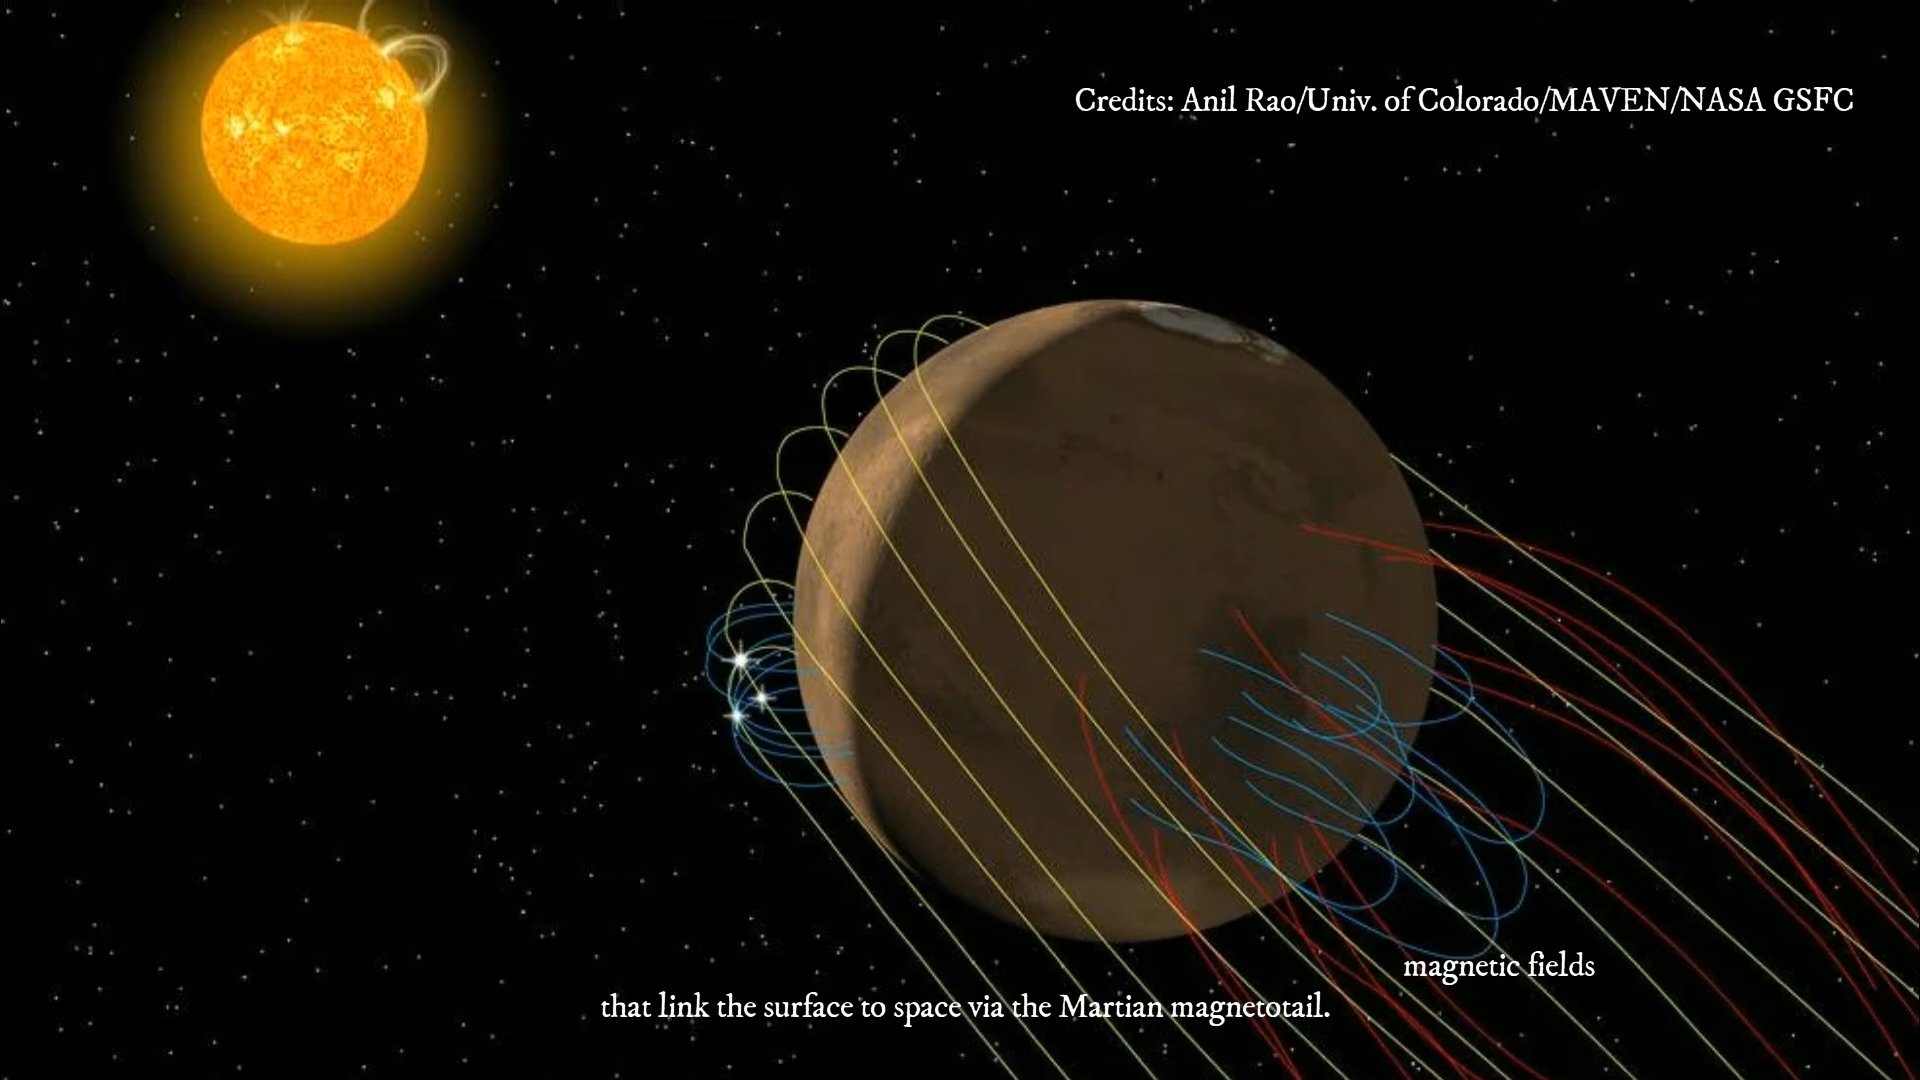 Credits: Anil Rao/Univ. of Colorado/MAVEN/NASA GSFC
magnetic fields
that link the surface to space via the Martian magnetotail.